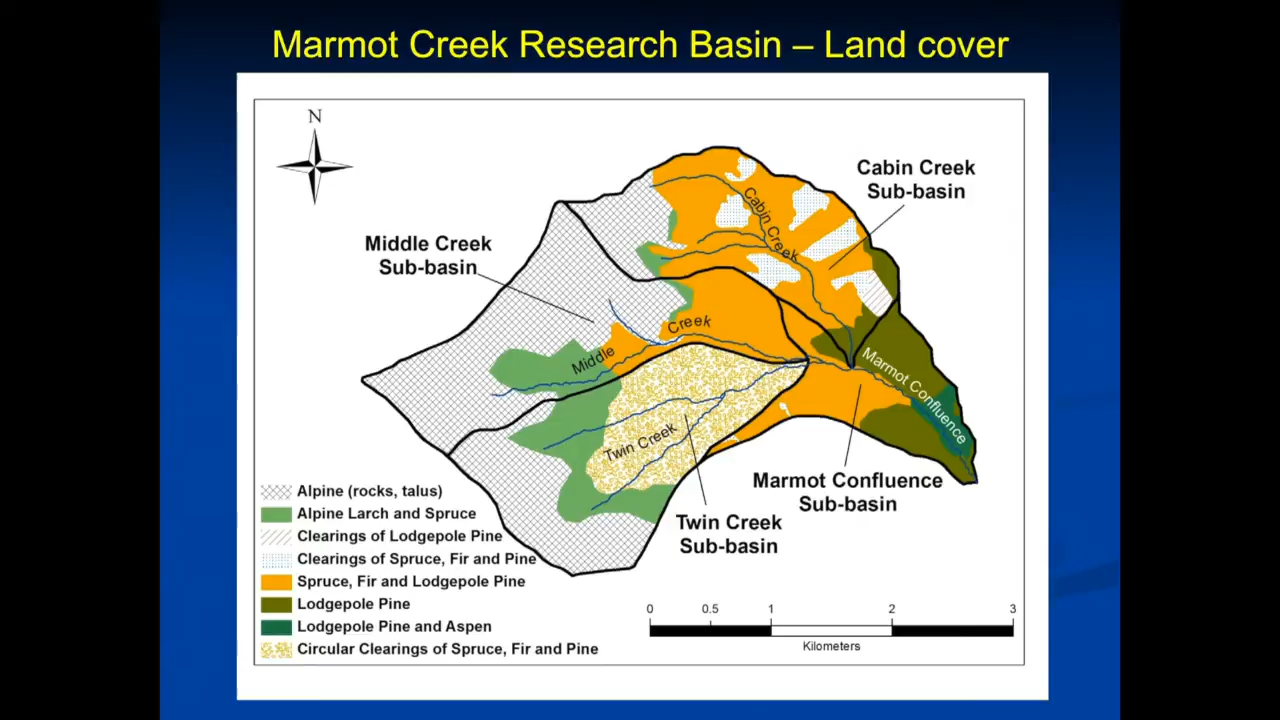 Marmot Creek Research Basin – Land cover
N
Cabin Creek
Sub-basin
Middle Creek
Sub-basin
Cabin Creek
Middle Creek
Marmot Confluence
Twin Creek
Marmot Confluence
Sub-basin
Twin Creek
Sub-basin
Alpine (rocks, talus)
Alpine Larch and Spruce
Clearings of Lodgepole Pine
Clearings of Spruce, Fir and Pine
Spruce, Fir and Lodgepole Pine
Lodgepole Pine
Lodgepole Pine and Aspen
Circular Clearings of Spruce, Fir and Pine
0 0.5 1 2 3
Kilometers